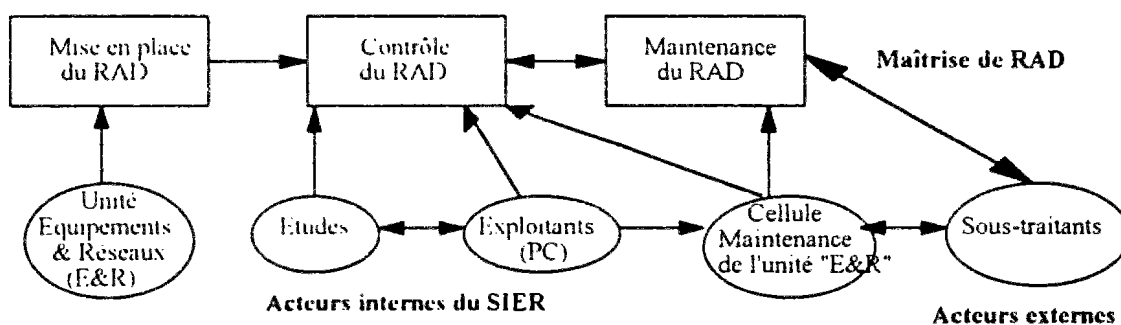 Mise en place
du RAD
Contrôle
du RAD
Maintenance
du RAD
Maîtrise de RAD
Unité
Equipements
& Réseaux
(E&R)
Etudes
Exploitants
(PC)
Cellule
Maintenance
de l'unité "E&R"
Sous-traitants
Acteurs internes du SIER
Acteurs externes